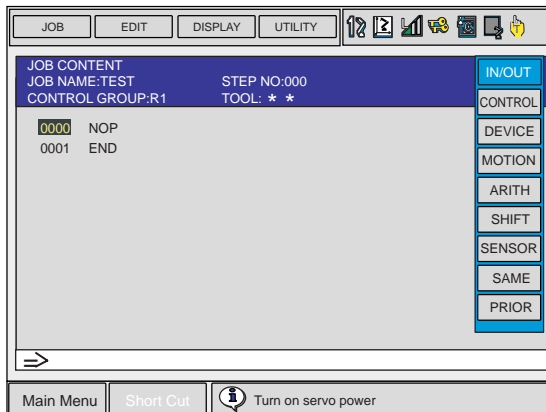 JOB EDIT DISPLAY UTILITY
JOB CONTENT
JOB NAME:TEST STEP NO:000
CONTROL GROUP:R1 TOOL: * *
0000 NOP
0001 END
IN/OUT
CONTROL
DEVICE
MOTION
ARITH
SHIFT
SENSOR
SAME
PRIOR
=>
Main Menu Short Cut Turn on servo power